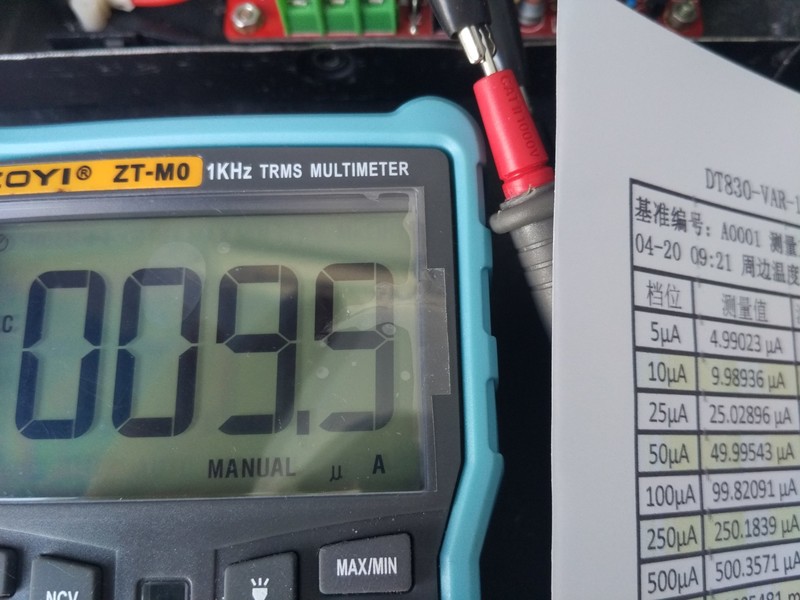 ZOYI® ZT-M0 1KHz TRMS MULTIMETER
009.9
MANUAL μ A
MAX/MIN
NCV
DT830-VAR-1
基准编号: A0001 测量
04-20 09:21 周边温度
档位 测量值
5μA 4.99023 μA
10μA 9.98936 μA
25μA 25.02896 μA
50μA 49.99543 μA
100μA 99.82091 μA
250μA 250.1839 μA
500μA 500.3571 μA